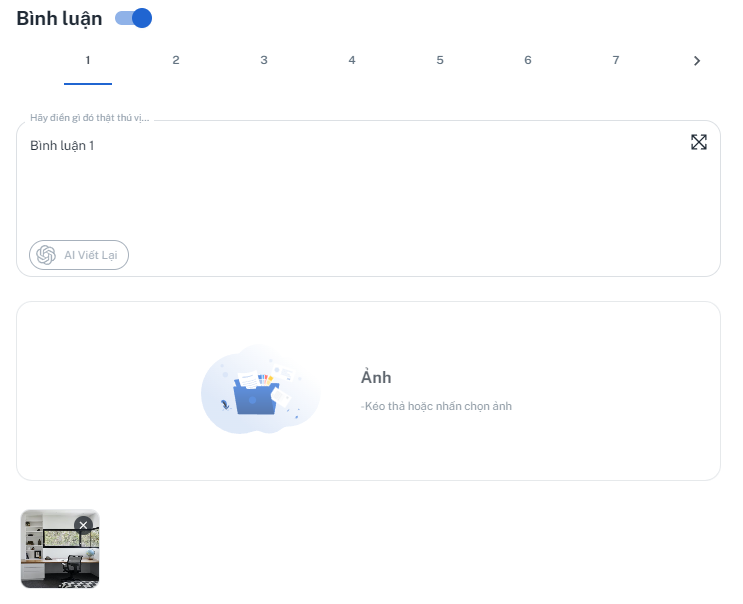 Bình luận
1 2 3 4 5 6 7
Hãy điền gì đó thật thú vị...
Bình luận 1
AI Viết Lại
Ảnh
-Kéo thả hoặc nhấn chọn ảnh